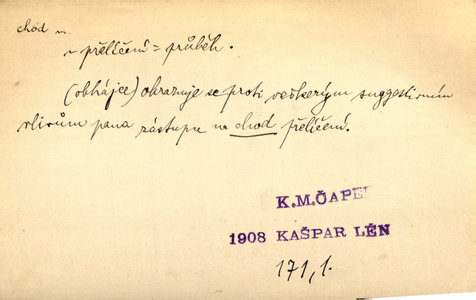 chod m.
~ přelíčení = průběh.
(obhájce) ohrazuje se proti veškerým suggestivním
vlivům pana zástupce na chod přelíčení.
K.M.ČAPEK
1908 KAŠPAR LÉN
171,1.